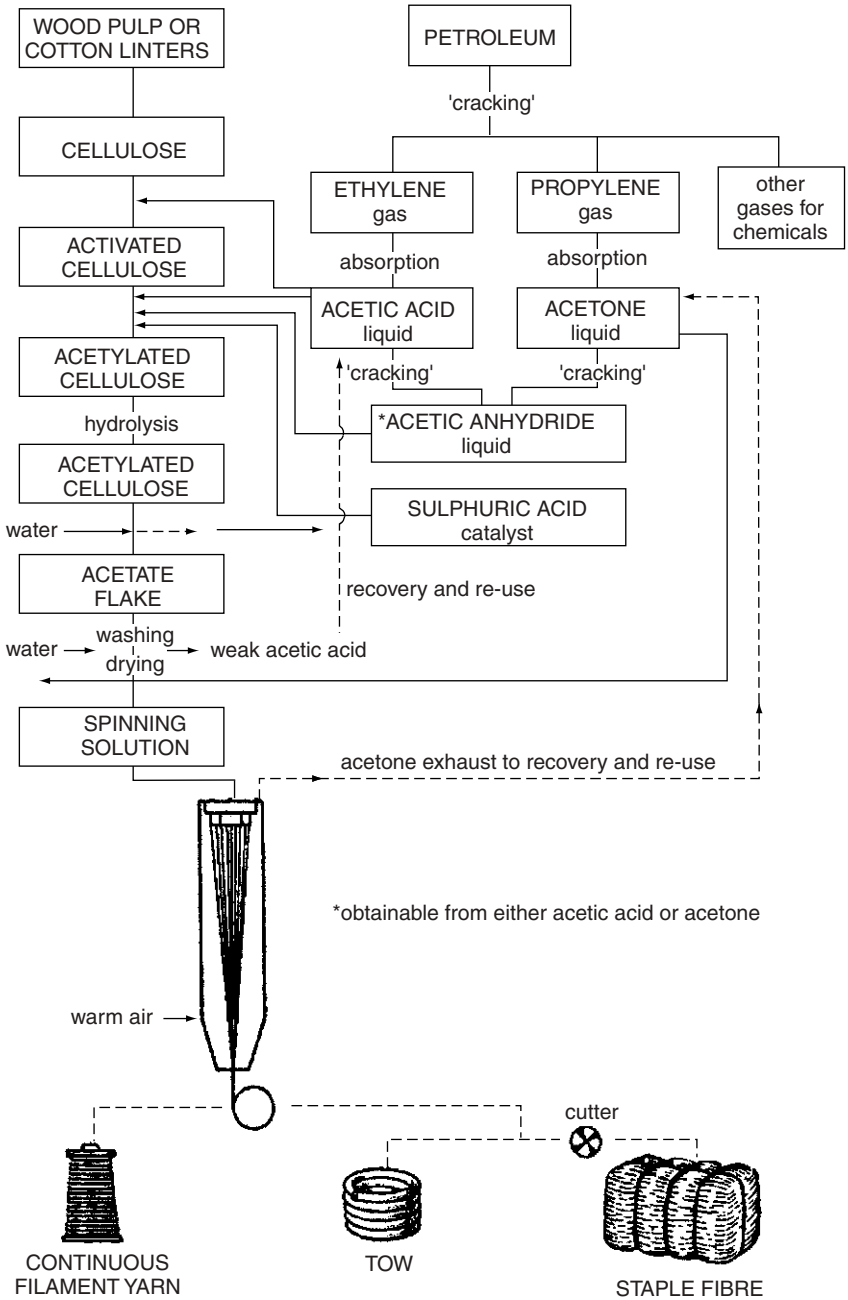 WOOD PULP OR
COTTON LINTERS
PETROLEUM
'cracking'
CELLULOSE
ETHYLENE
gas
PROPYLENE
gas
other
gases for
chemicals
ACTIVATED
CELLULOSE
absorption
absorption
ACETIC ACID
liquid
ACETONE
liquid
ACETYLATED
CELLULOSE
'cracking'
'cracking'
hydrolysis
*ACETIC ANHYDRIDE
liquid
ACETYLATED
CELLULOSE
SULPHURIC ACID
catalyst
water
ACETATE
FLAKE
recovery and re-use
water
washing
drying
weak acetic acid
SPINNING
SOLUTION
acetone exhaust to recovery and re-use
*obtainable from either acetic acid or acetone
warm air
cutter
CONTINUOUS
FILAMENT YARN
TOW
STAPLE FIBRE